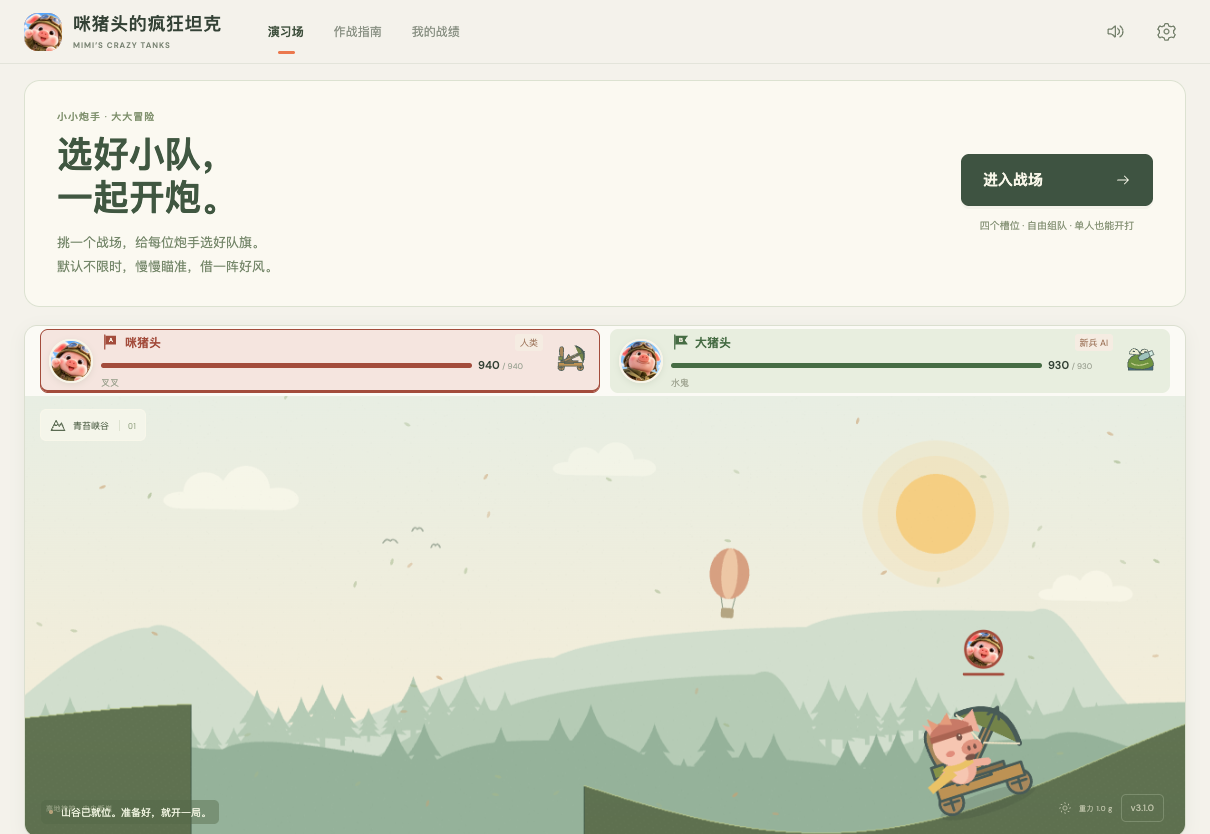 咪猪头的疯狂坦克
MIMI'S CRAZY TANKS
演习场
作战指南
我的战绩
小小炮手 · 大大冒险
选好小队，
一起开炮。
挑一个战场，给每位炮手选好队旗。
默认不限时，慢慢瞄准，借一阵好风。
进入战场
四个槽位 · 自由组队 · 单人也能开打
咪猪头
人类
940 / 940
叉叉
大猪头
新兵 AI
930 / 930
水鬼
青苔峡谷
01
山谷已就位。准备好，就开一局。
重力 1.0 g
v3.1.0